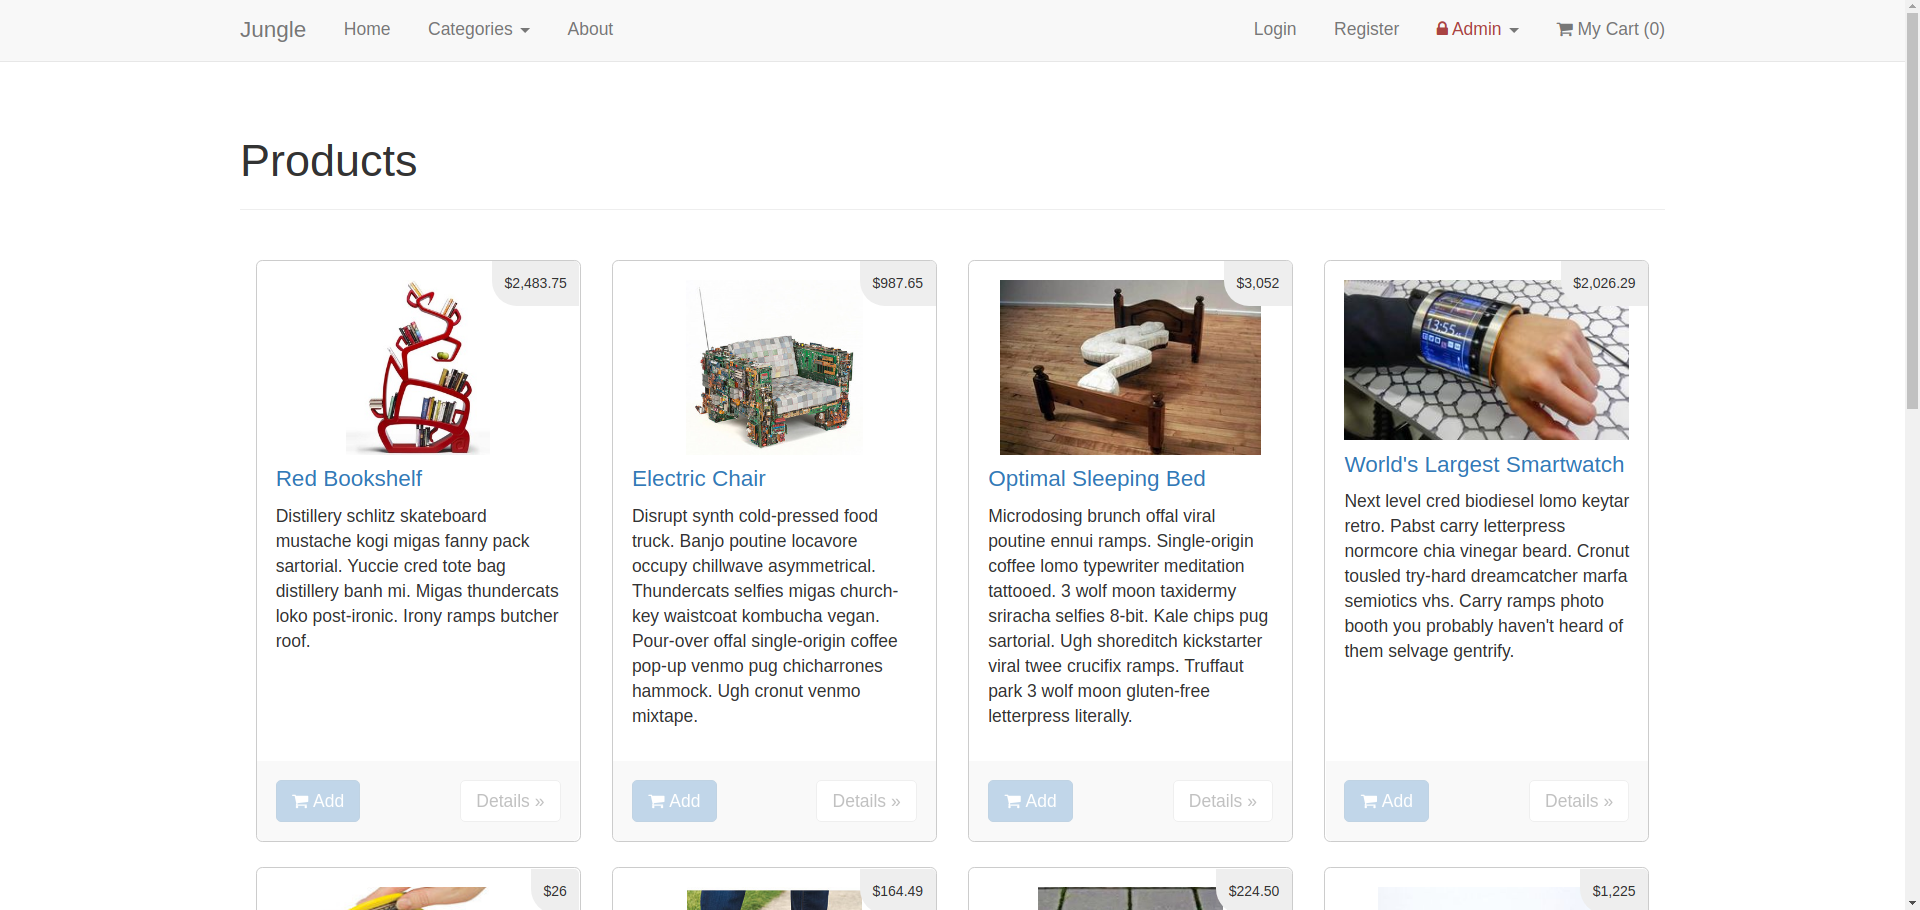 Jungle Home Categories About Login Register Admin My Cart (0)
Products
$2,483.75
Red Bookshelf
Distillery schlitz skateboard
mustache kogi migas fanny pack
sartorial. Yuccie cred tote bag
distillery banh mi. Migas thundercats
loko post-ironic. Irony ramps butcher
roof.
Add Details »
$987.65
Electric Chair
Disrupt synth cold-pressed food
truck. Banjo poutine locavore
occupy chillwave asymmetrical.
Thundercats selfies migas church-
key waistcoat kombucha vegan.
Pour-over offal single-origin coffee
pop-up venmo pug chicharrones
hammock. Ugh cronut venmo
mixtape.
Add Details »
$3,052
Optimal Sleeping Bed
Microdosing brunch offal viral
poutine ennui ramps. Single-origin
coffee lomo typewriter meditation
tattooed. 3 wolf moon taxidermy
sriracha selfies 8-bit. Kale chips pug
sartorial. Ugh shoreditch kickstarter
viral twee crucifix ramps. Truffaut
park 3 wolf moon gluten-free
letterpress literally.
Add Details »
$2,026.29
13:55
World's Largest Smartwatch
Next level cred biodiesel lomo keytar
retro. Pabst carry letterpress
normcore chia vinegar beard. Cronut
tousled try-hard dreamcatcher marfa
semiotics vhs. Carry ramps photo
booth you probably haven't heard of
them selvage gentrify.
Add Details »
$26
$164.49
$224.50
$1,225